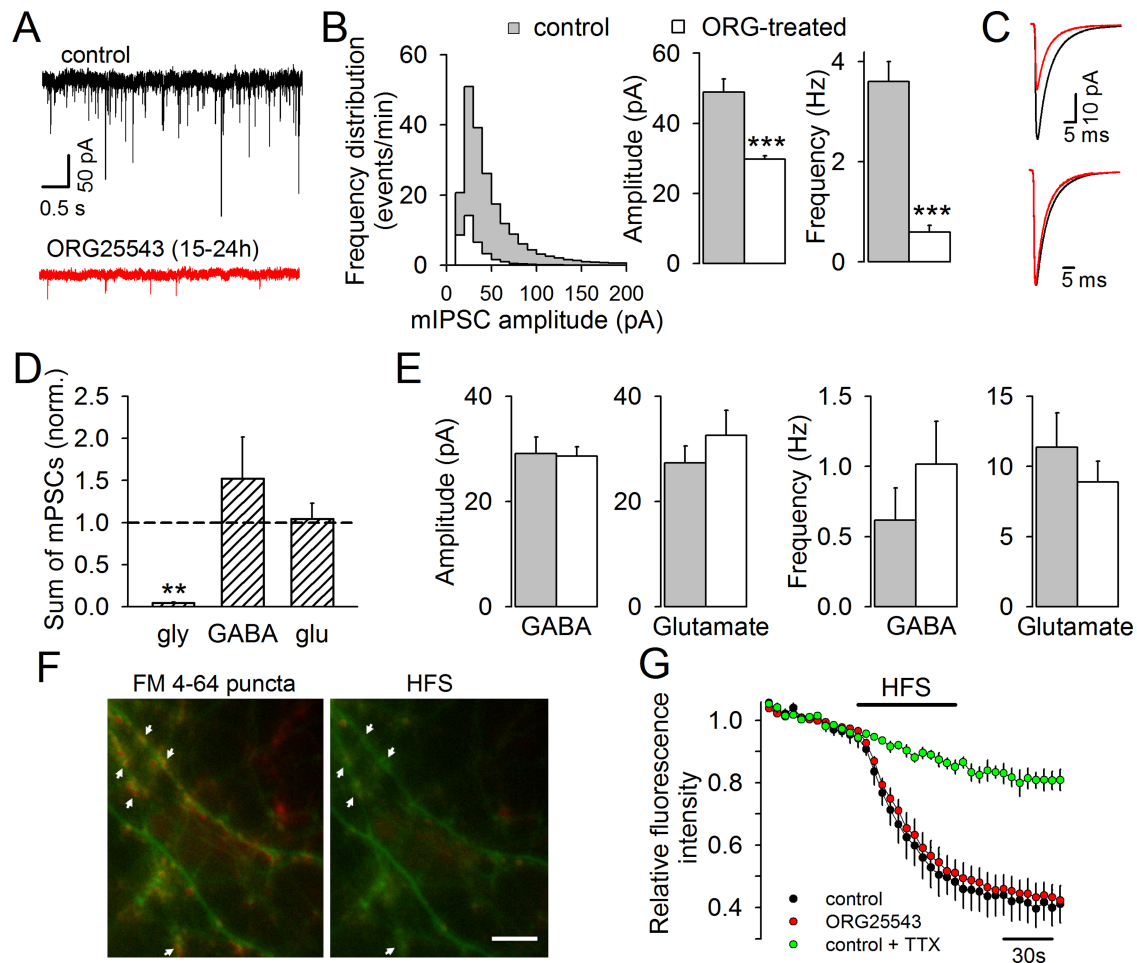 A
control
50 pA
0.5 s
ORG25543 (15-24h)
B
control
ORG-treated
Frequency distribution
(events/min)
60
40
20
0
0
50
100
150
200
mIPSC amplitude (pA)
Amplitude (pA)
60
40
20
0
***
Frequency (Hz)
4
2
0
***
C
10 pA
5 ms
5 ms
D
Sum of mPSCs (norm.)
2.5
2.0
1.5
1.0
0.5
0.0
**
gly
GABA
glu
E
Amplitude (pA)
40
20
0
GABA
40
20
0
Glutamate
Frequency (Hz)
1.5
1.0
0.5
0.0
GABA
15
10
5
0
Glutamate
F
FM 4-64 puncta
HFS
G
HFS
Relative fluorescence
intensity
1.0
0.8
0.6
0.4
control
ORG25543
control + TTX
30s